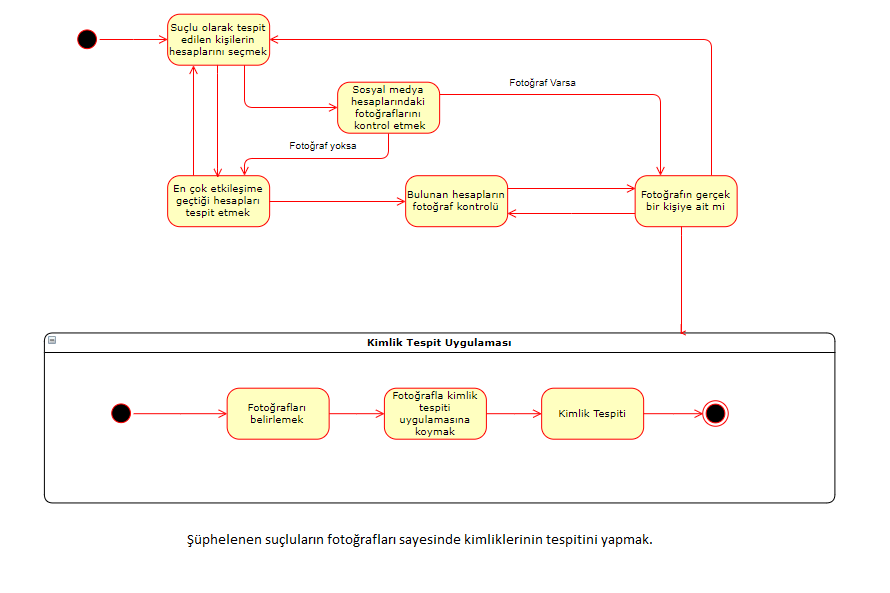 Suçlu olarak tespit
edilen kişilerin
hesaplarını seçmek
Fotoğraf Varsa
Sosyal medya
hesaplarındaki
fotoğraflarını
kontrol etmek
Fotoğraf yoksa
En çok etkileşime
geçtiği hesapları
tespit etmek
Bulunan hesapların
fotoğraf kontrolü
Fotoğrafın gerçek
bir kişiye ait mi
Kimlik Tespit Uygulaması
Fotoğrafları
belirlemek
Fotoğrafla kimlik
tespiti
uygulamasına
koymak
Kimlik Tespiti
Şüphelenen suçluların fotoğrafları sayesinde kimliklerinin tespitini yapmak.